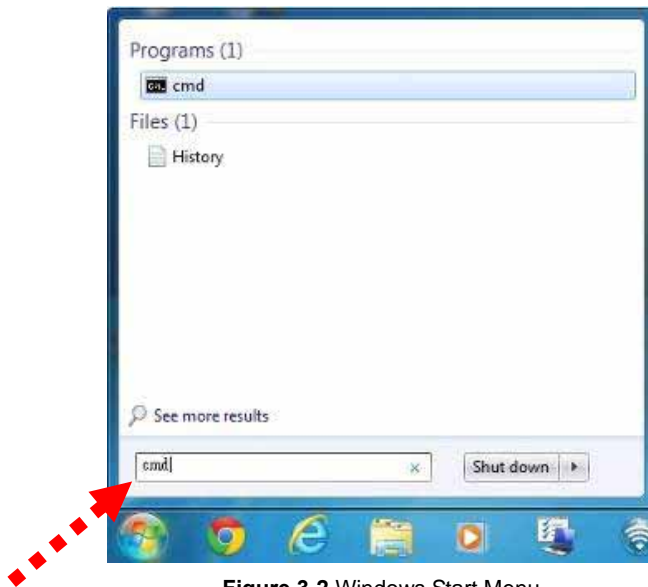 Programs (1)
cmd
Files (1)
History
See more results
cmd
Shut down
Figure 3-2 Windows Start Menu